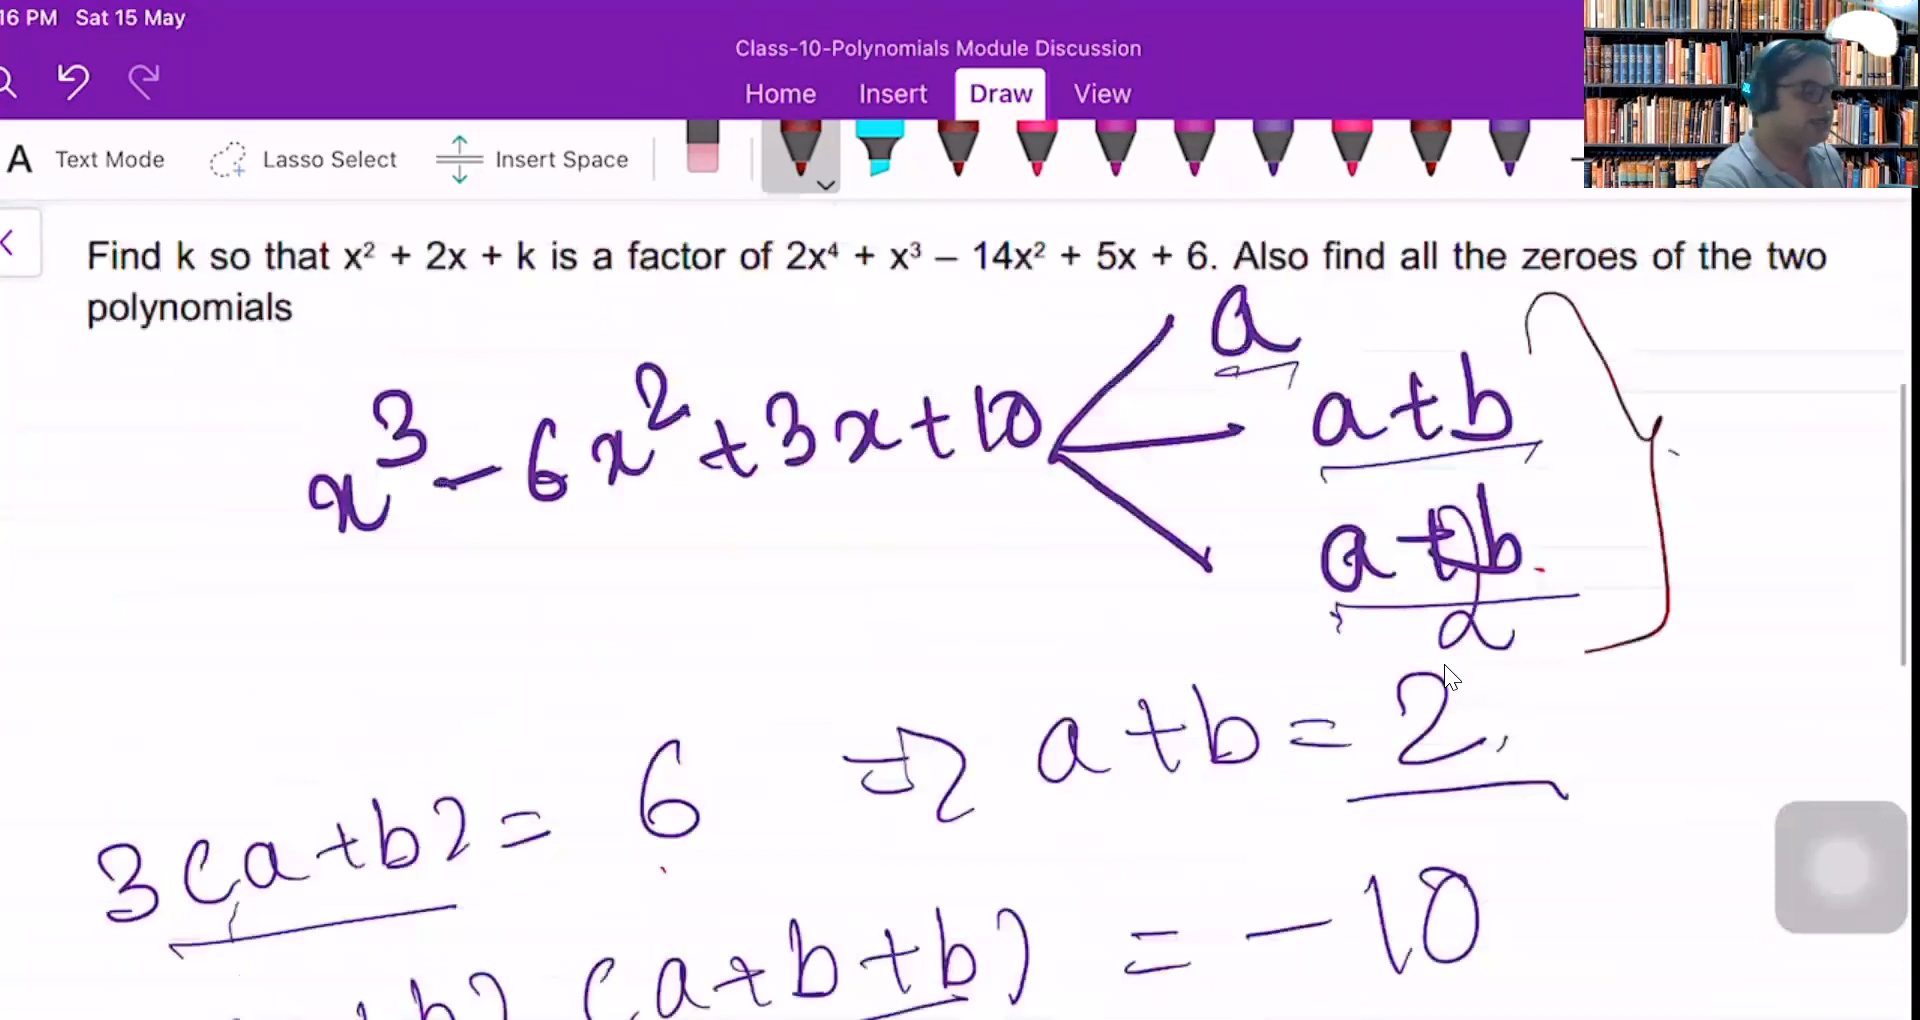 16 PM Sat 15 May
Class-10-Polynomials Module Discussion
Home Insert Draw View
A Text Mode Lasso Select Insert Space
Find k so that x² + 2x + k is a factor of 2x⁴ + x³ – 14x² + 5x + 6. Also find all the zeroes of the two
polynomials
a
x³ - 6x² + 3x + 10
a+b
a+2b
3(a+b) = 6 ⇒ a+b = 2
(a+b+b) = -10